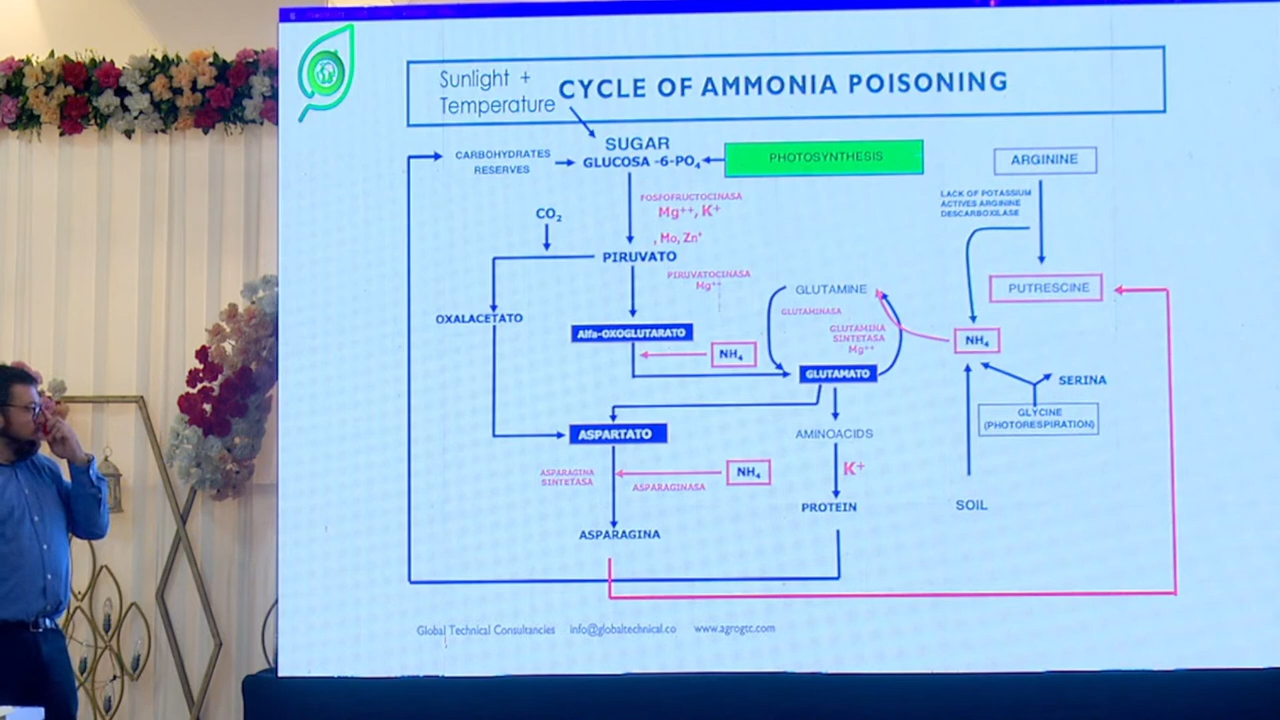 Sunlight +
Temperature
CYCLE OF AMMONIA POISONING
CARBOHYDRATES
RESERVES
SUGAR
GLUCOSA -6-PO₄
PHOTOSYNTHESIS
ARGININE
LACK OF POTASSIUM
ACTIVES ARGININE
DESCARBOXILASE
FOSFOFRUCTOCINASA
Mg⁺⁺, K⁺
, Mo, Zn⁺
CO₂
PIRUVATO
PIRUVATOCINASA
Mg⁺⁺
GLUTAMINE
PUTRESCINE
GLUTAMINASA
OXALACETATO
Alfa-OXOGLUTARATO
GLUTAMINA
SINTETASA
Mg⁺⁺
NH₄
NH₄
GLUTAMATO
SERINA
GLYCINE
(PHOTORESPIRATION)
ASPARTATO
AMINOACIDS
ASPARAGINA
SINTETASA
NH₄
ASPARAGINASA
K⁺
PROTEIN
SOIL
ASPARAGINA
Global Technical Consultancies info@globaltechnical.co www.agrogtc.com